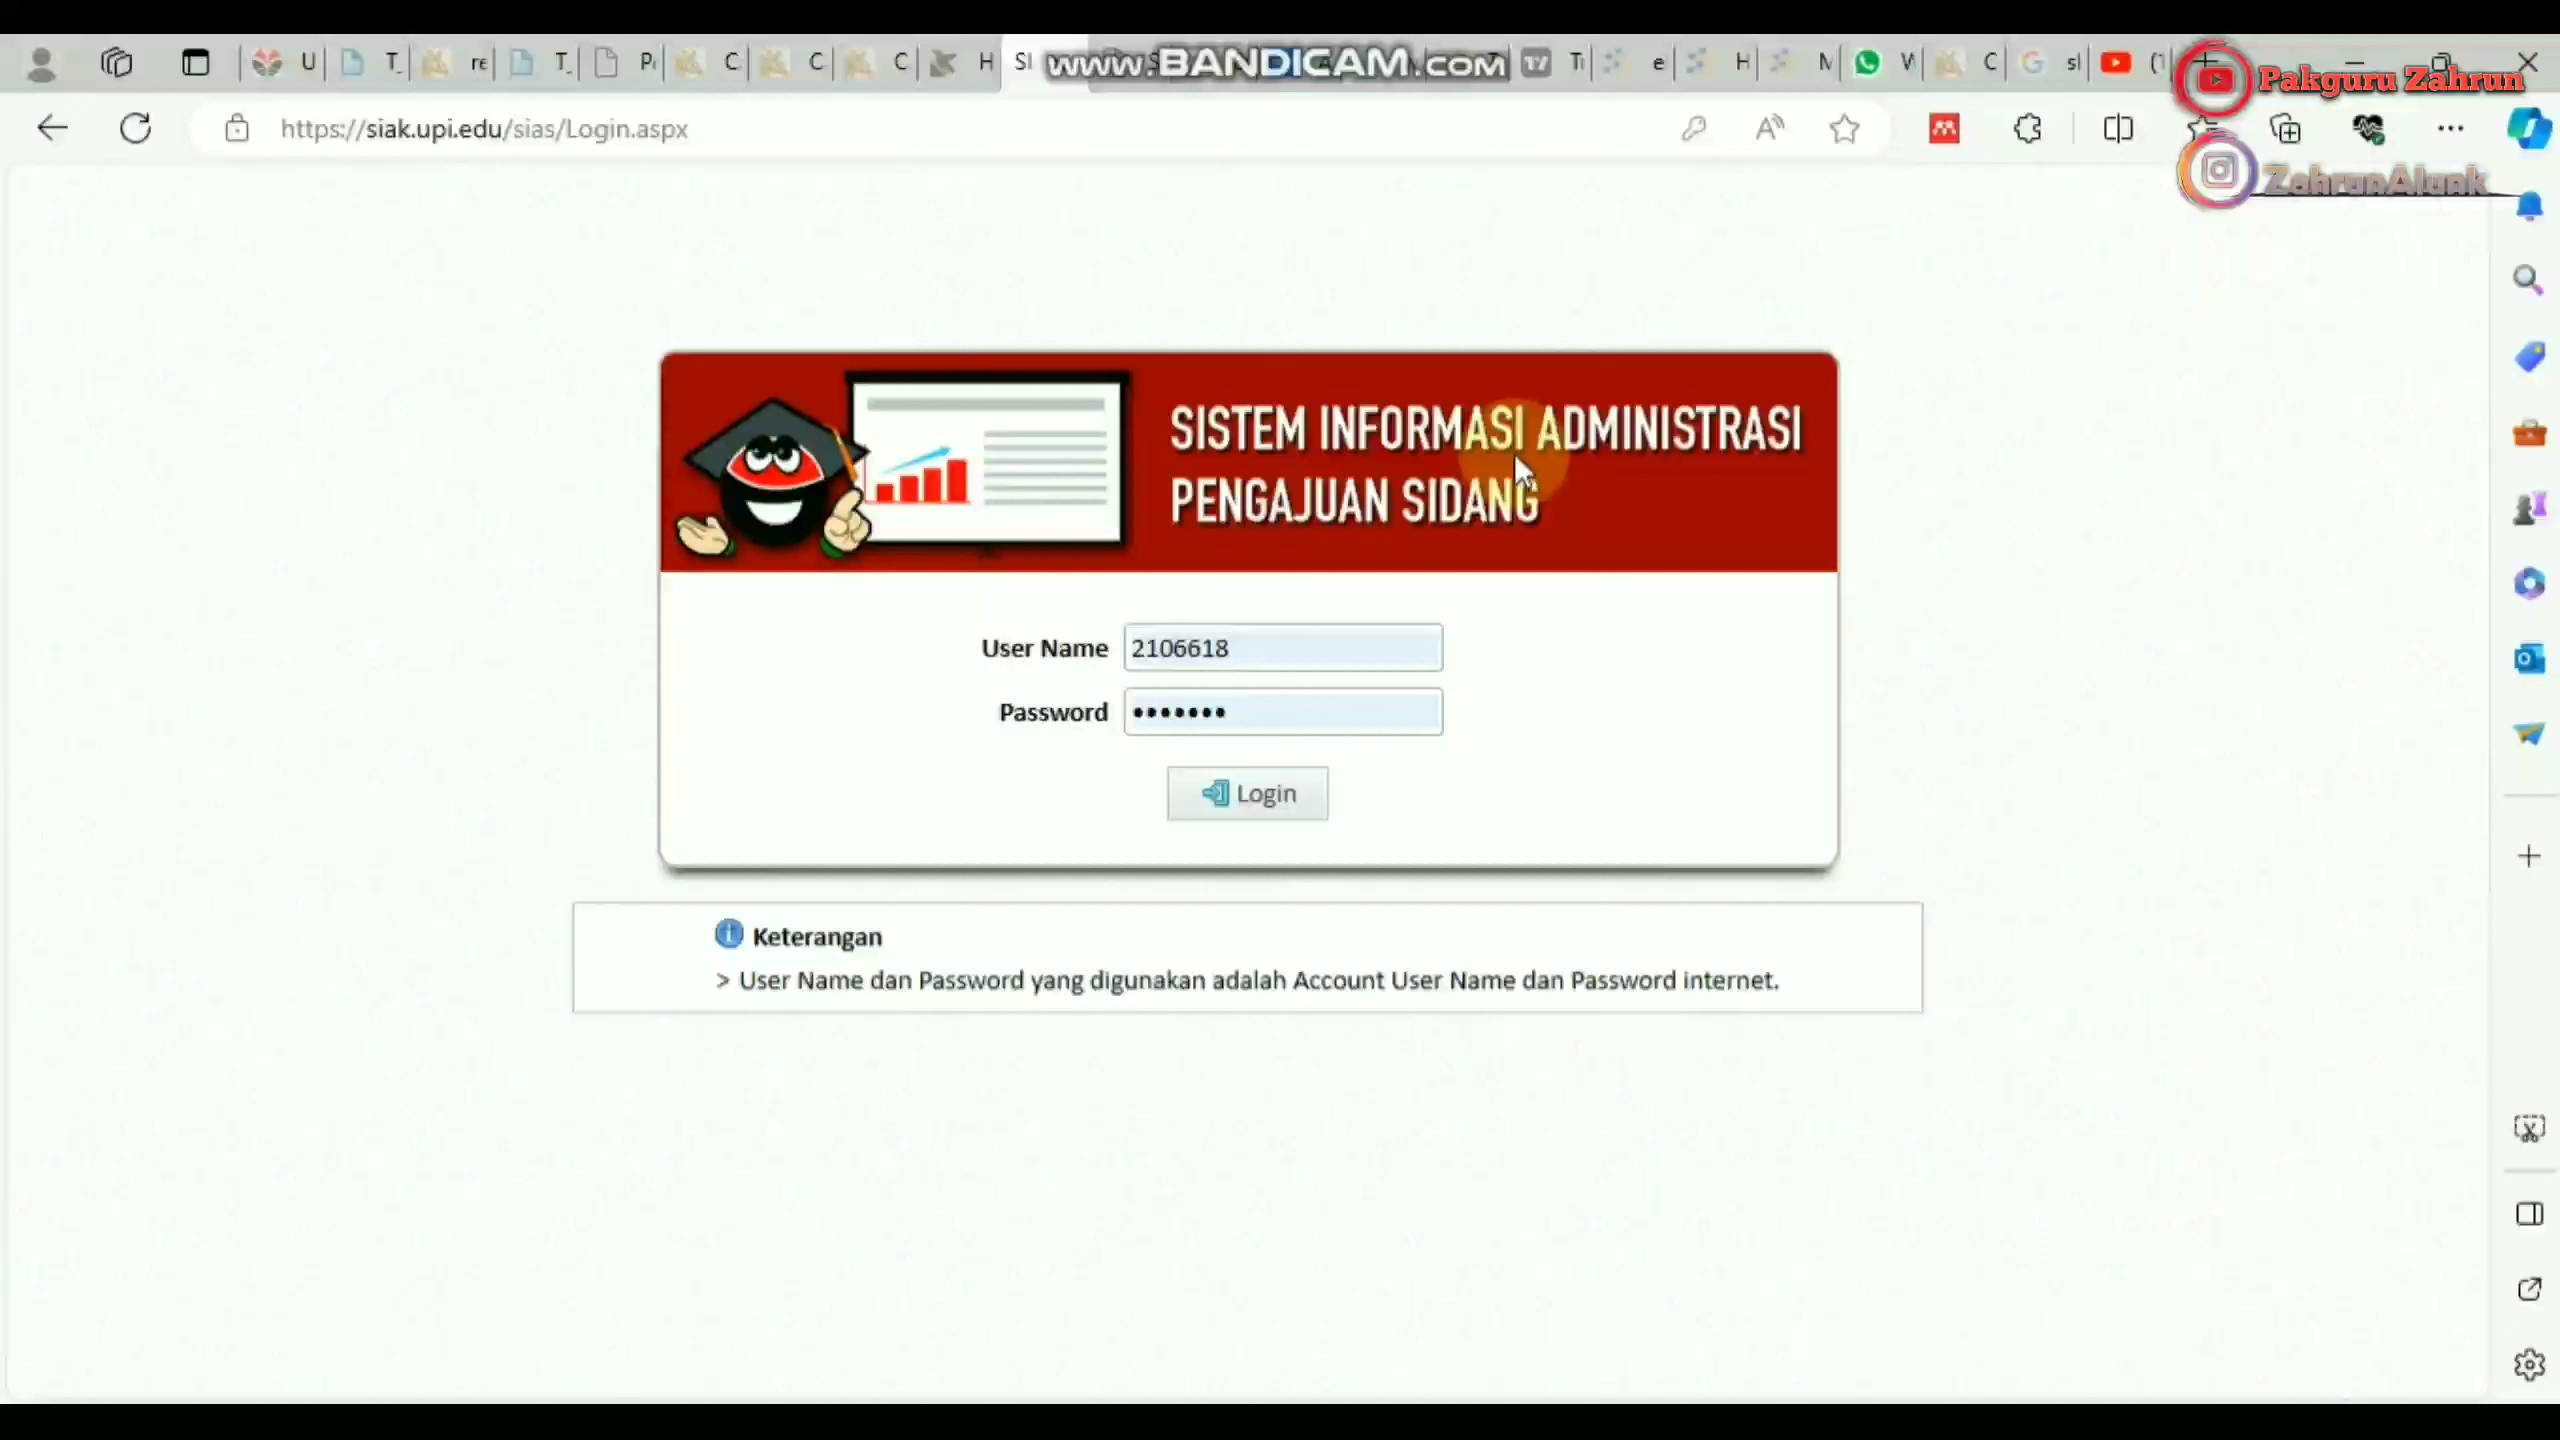 www.BANDICAM.com
Pakguru Zahrun
https://siak.upi.edu/sias/Login.aspx
ZahrunAlunk
SISTEM INFORMASI ADMINISTRASI
PENGAJUAN SIDANG
User Name 2106618
Password •••••••
Login
Keterangan
> User Name dan Password yang digunakan adalah Account User Name dan Password internet.